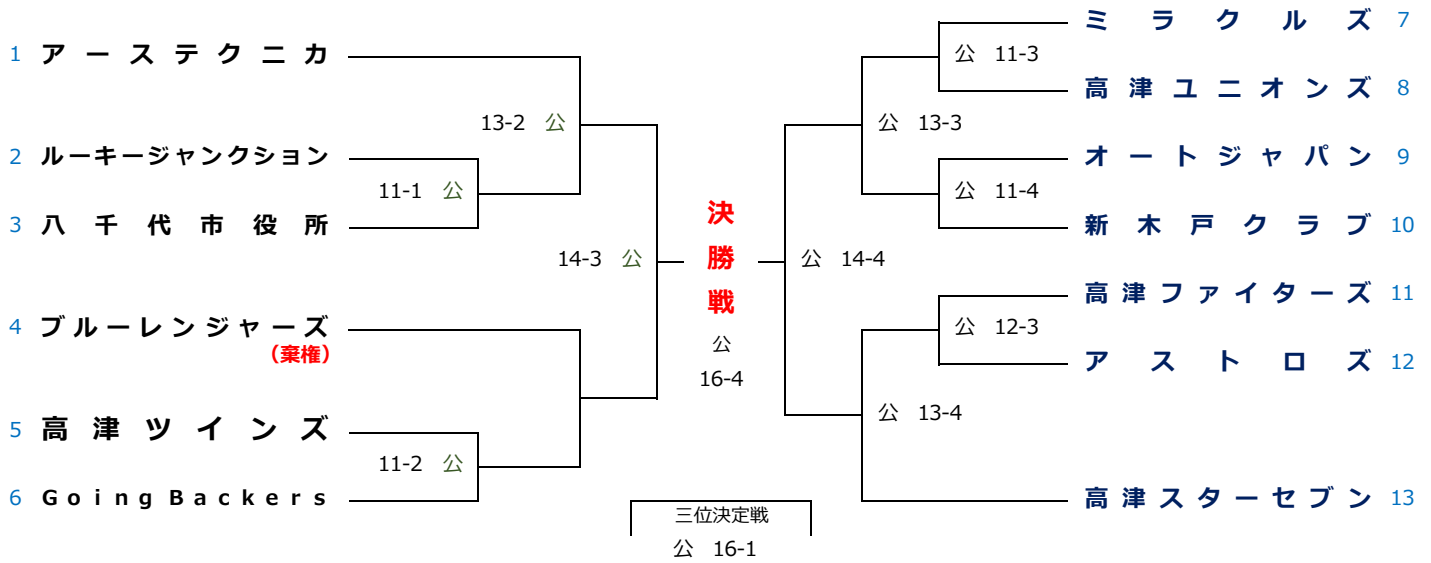 1 アーステクニカ
13-2 公
2 ルーキージャンクション
11-1 公
3 八千代市役所
14-3 公
4 ブルーレンジャーズ
（棄権）
5 高津ツインズ
11-2 公
6 Going Backers
決勝戦
公
16-4
三位決定戦
公 16-1
ミラクルズ 7
公 11-3
高津ユニオンズ 8
公 13-3
オートジャパン 9
公 11-4
新木戸クラブ 10
公 14-4
高津ファイターズ 11
公 12-3
アストロズ 12
公 13-4
高津スターセブン 13